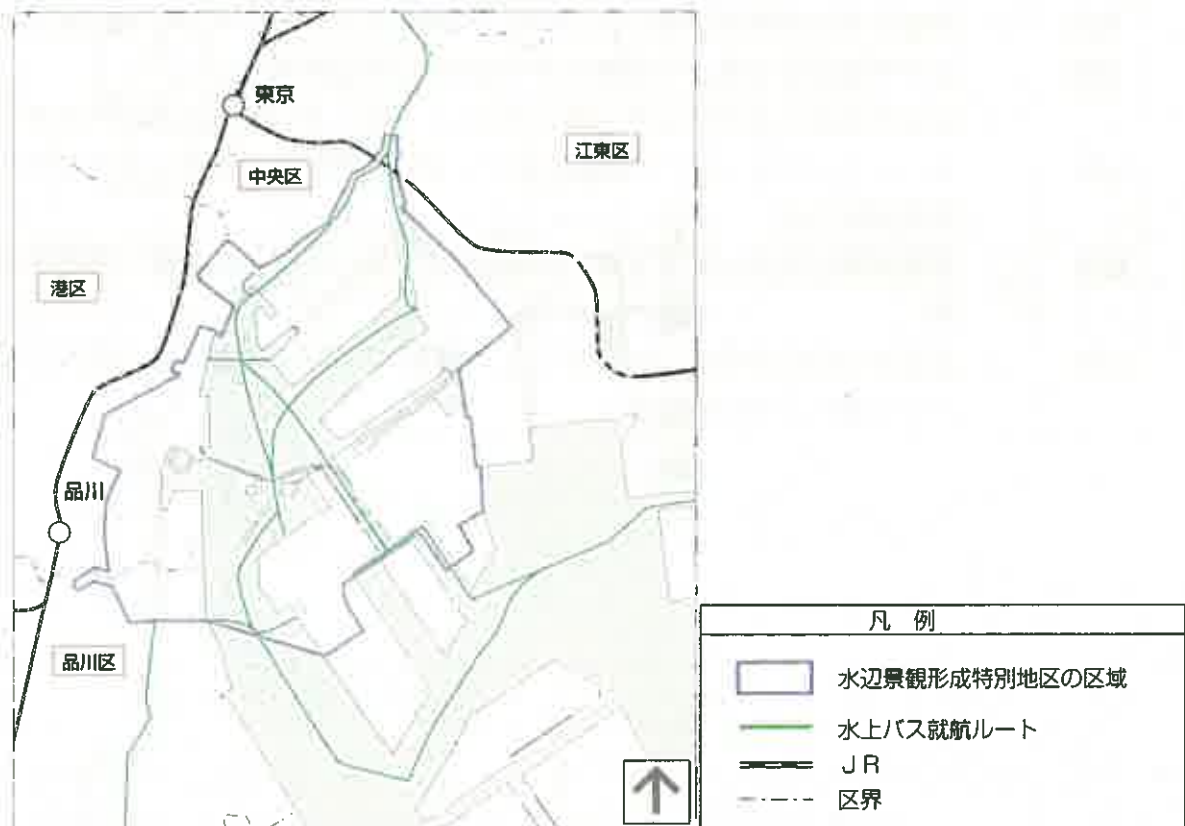 東京
江東区
中央区
港区
品川
品川区
凡 例
水辺景観形成特別地区の区域
水上バス就航ルート
JR
区界